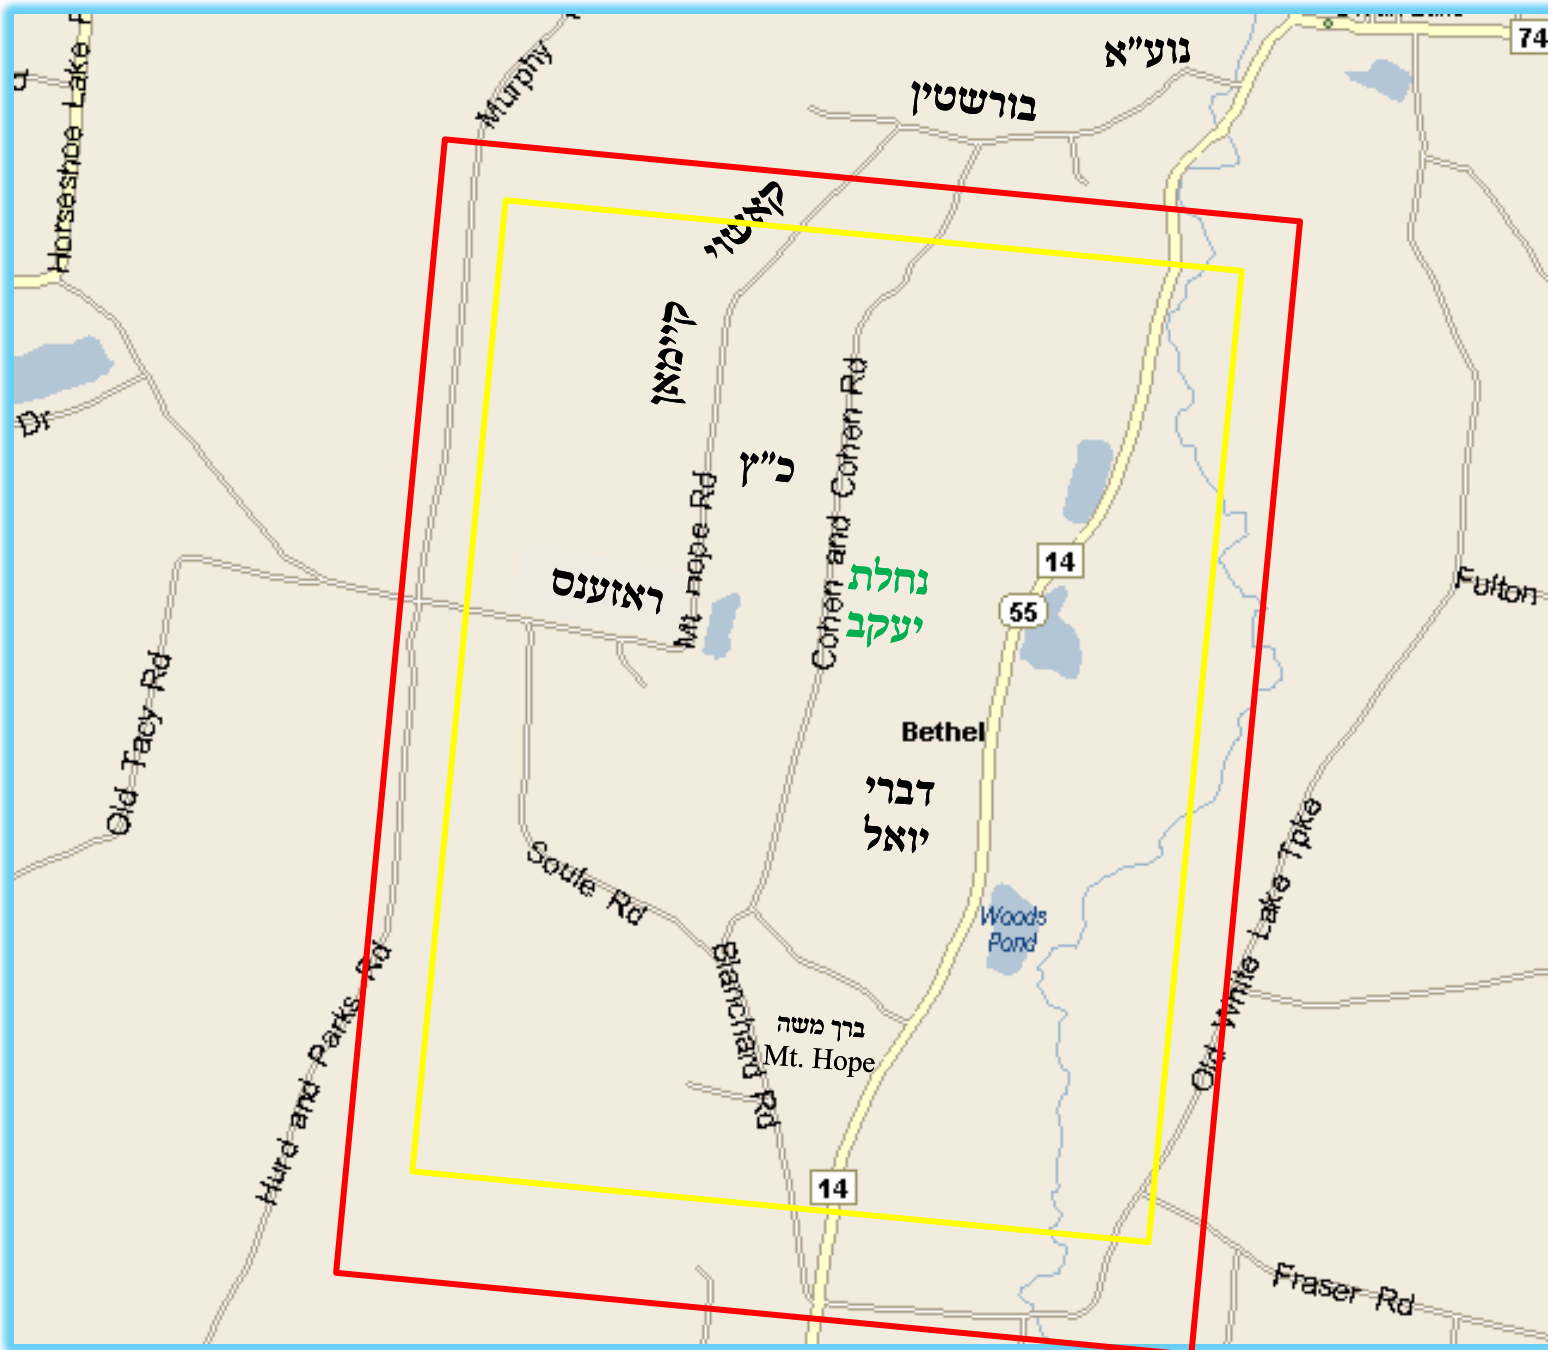 74
נוע״א
Murphy
בורשטין
Horseshoe Lake
קאשוי
קיימאן
Dr
כ״ץ
Mt Hope Rd
Cohen and Cohen Rd
14
ראזענס
נחלת
יעקב
55
Fulton
Old Tacy Rd
Bethel
דברי
יואל
Soule Rd
Woods
Pond
Old White Lake Tpke
Hurd and Parks Rd
Blanchard Rd
ברך משה
Mt. Hope
14
Fraser Rd